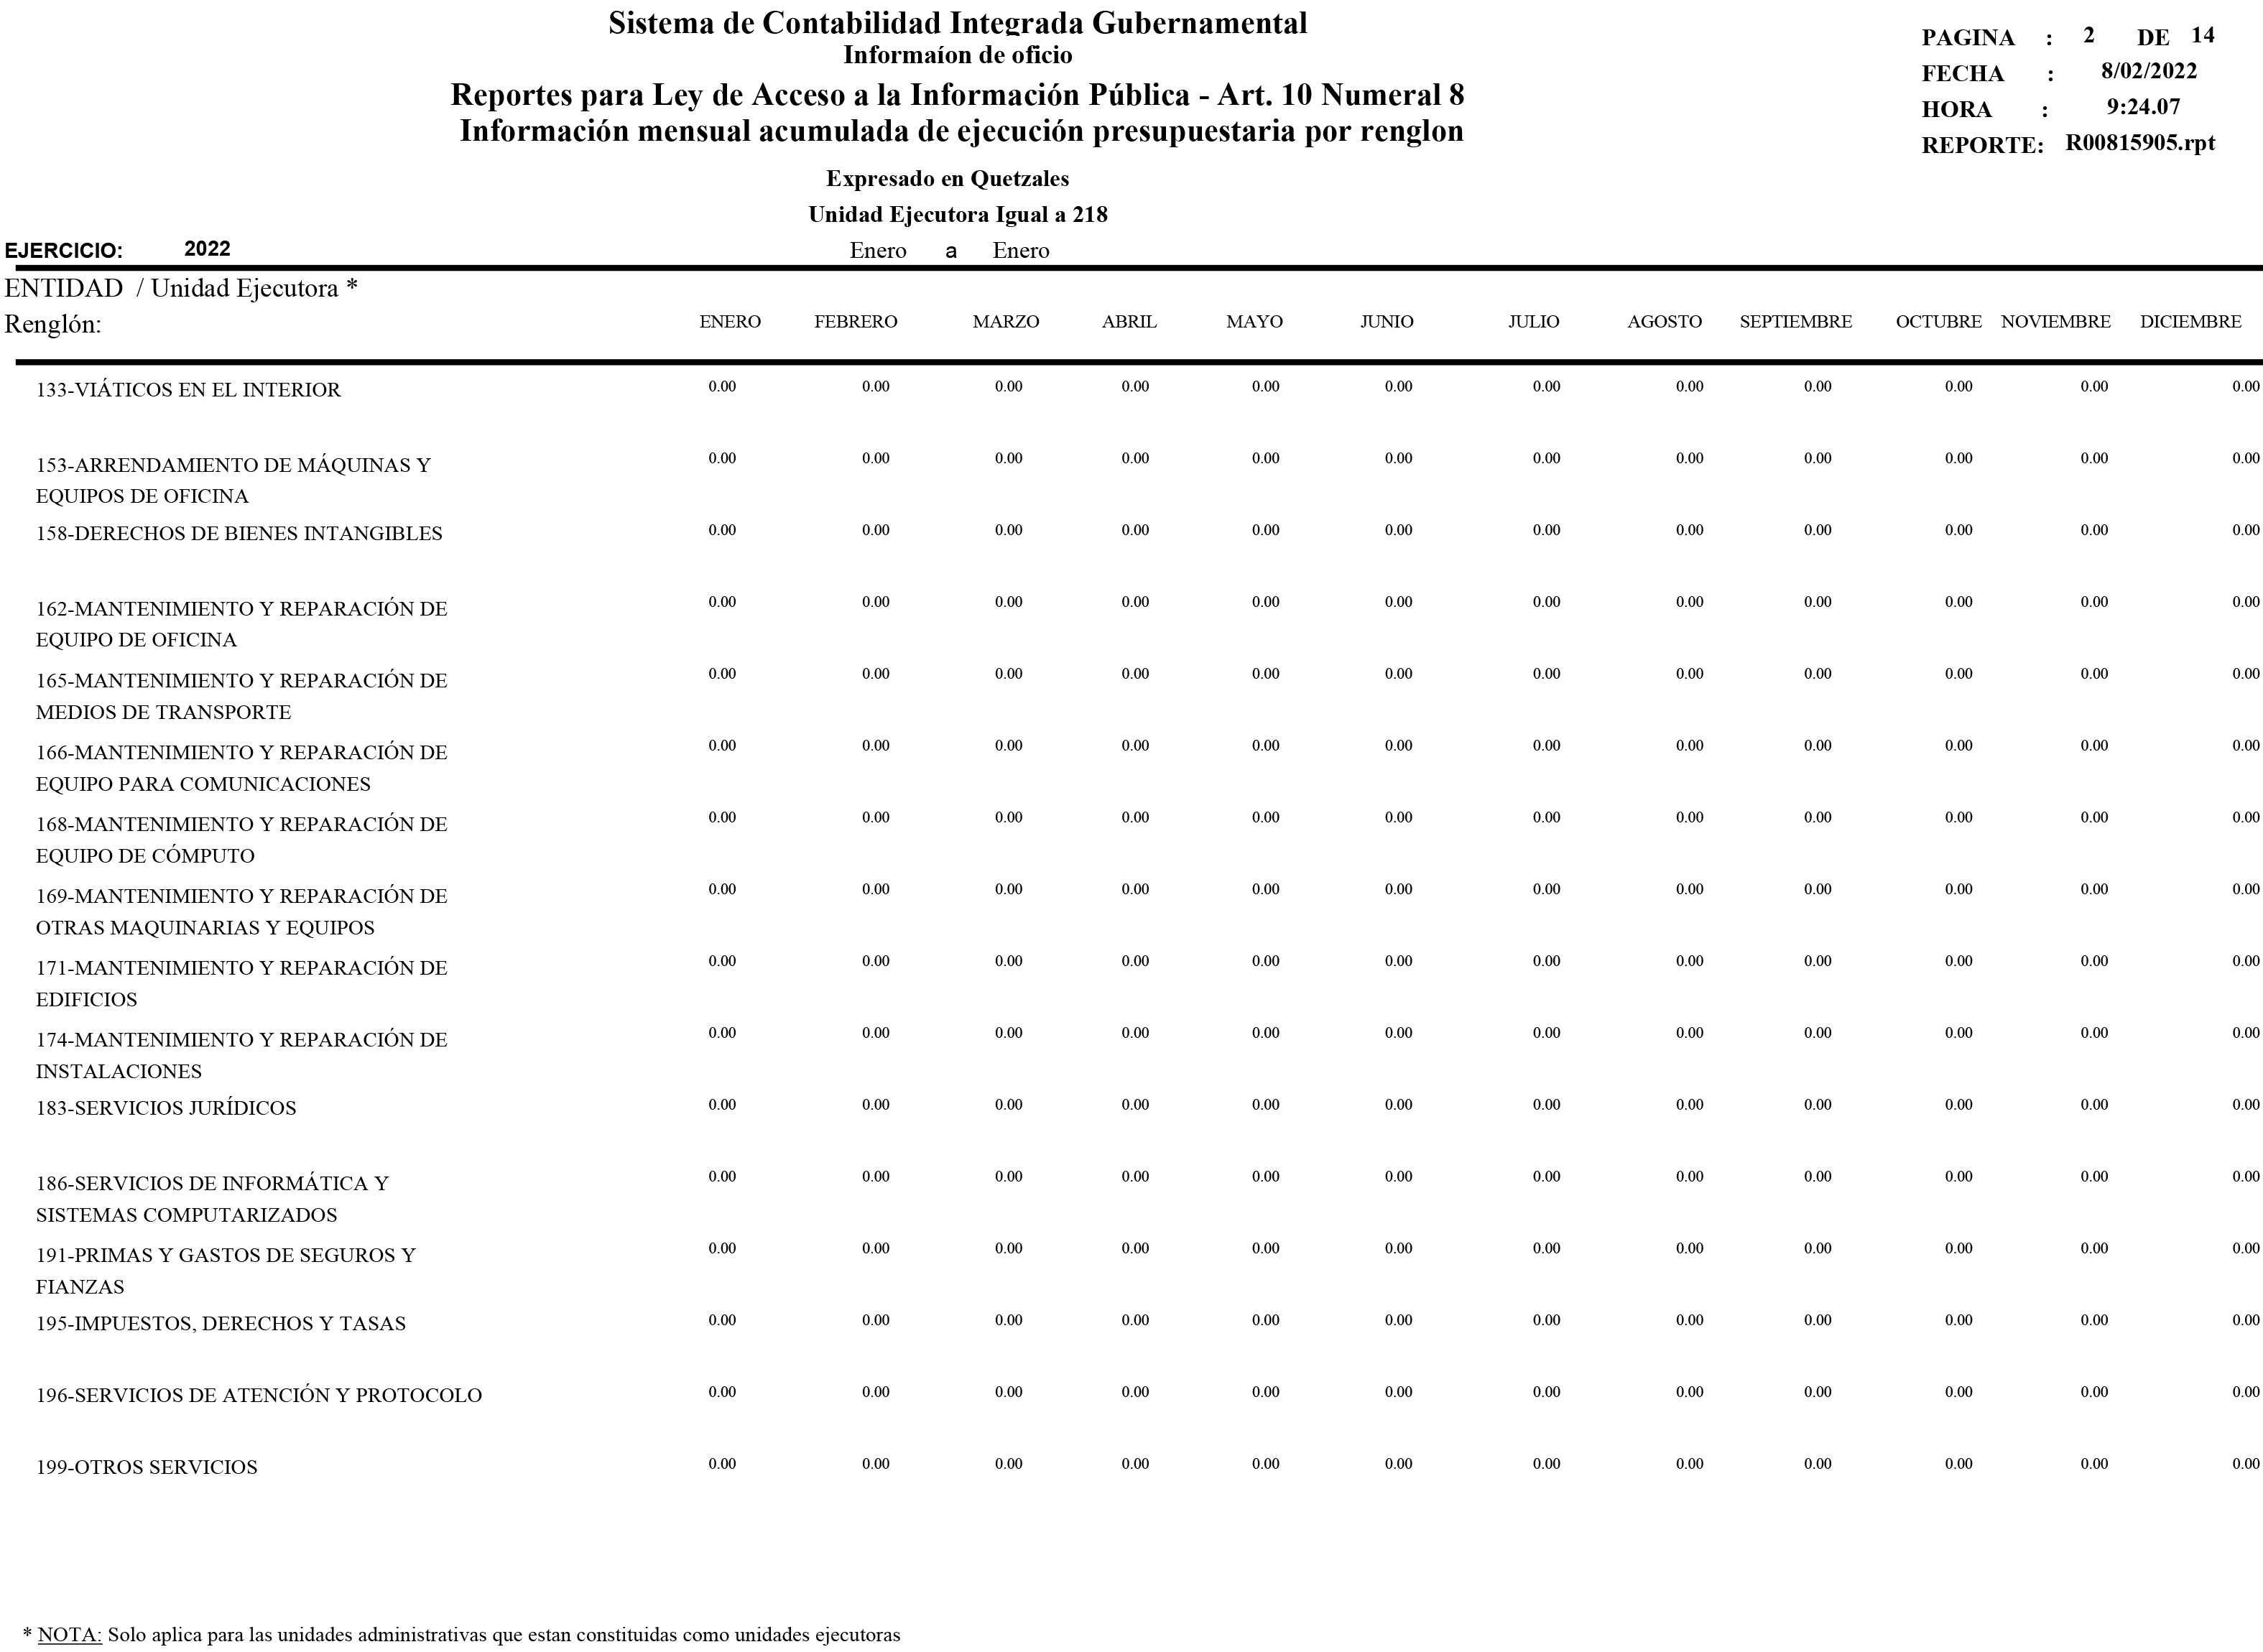 Sistema de Contabilidad Integrada Gubernamental
Informaíon de oficio
Reportes para Ley de Acceso a la Información Pública - Art. 10 Numeral 8
Información mensual acumulada de ejecución presupuestaria por renglon
Expresado en Quetzales
Unidad Ejecutora Igual a 218
PAGINA : 2 DE 14
FECHA : 8/02/2022
HORA : 9:24.07
REPORTE: R00815905.rpt
EJERCICIO: 2022 Enero a Enero
ENTIDAD / Unidad Ejecutora *
Renglón: ENERO FEBRERO MARZO ABRIL MAYO JUNIO JULIO AGOSTO SEPTIEMBRE OCTUBRE NOVIEMBRE DICIEMBRE
133-VIÁTICOS EN EL INTERIOR 0.00 0.00 0.00 0.00 0.00 0.00 0.00 0.00 0.00 0.00 0.00 0.00
153-ARRENDAMIENTO DE MÁQUINAS Y 0.00 0.00 0.00 0.00 0.00 0.00 0.00 0.00 0.00 0.00 0.00 0.00
EQUIPOS DE OFICINA
158-DERECHOS DE BIENES INTANGIBLES 0.00 0.00 0.00 0.00 0.00 0.00 0.00 0.00 0.00 0.00 0.00 0.00
162-MANTENIMIENTO Y REPARACIÓN DE 0.00 0.00 0.00 0.00 0.00 0.00 0.00 0.00 0.00 0.00 0.00 0.00
EQUIPO DE OFICINA
165-MANTENIMIENTO Y REPARACIÓN DE 0.00 0.00 0.00 0.00 0.00 0.00 0.00 0.00 0.00 0.00 0.00 0.00
MEDIOS DE TRANSPORTE
166-MANTENIMIENTO Y REPARACIÓN DE 0.00 0.00 0.00 0.00 0.00 0.00 0.00 0.00 0.00 0.00 0.00 0.00
EQUIPO PARA COMUNICACIONES
168-MANTENIMIENTO Y REPARACIÓN DE 0.00 0.00 0.00 0.00 0.00 0.00 0.00 0.00 0.00 0.00 0.00 0.00
EQUIPO DE CÓMPUTO
169-MANTENIMIENTO Y REPARACIÓN DE 0.00 0.00 0.00 0.00 0.00 0.00 0.00 0.00 0.00 0.00 0.00 0.00
OTRAS MAQUINARIAS Y EQUIPOS
171-MANTENIMIENTO Y REPARACIÓN DE 0.00 0.00 0.00 0.00 0.00 0.00 0.00 0.00 0.00 0.00 0.00 0.00
EDIFICIOS
174-MANTENIMIENTO Y REPARACIÓN DE 0.00 0.00 0.00 0.00 0.00 0.00 0.00 0.00 0.00 0.00 0.00 0.00
INSTALACIONES
183-SERVICIOS JURÍDICOS 0.00 0.00 0.00 0.00 0.00 0.00 0.00 0.00 0.00 0.00 0.00 0.00
186-SERVICIOS DE INFORMÁTICA Y 0.00 0.00 0.00 0.00 0.00 0.00 0.00 0.00 0.00 0.00 0.00 0.00
SISTEMAS COMPUTARIZADOS
191-PRIMAS Y GASTOS DE SEGUROS Y 0.00 0.00 0.00 0.00 0.00 0.00 0.00 0.00 0.00 0.00 0.00 0.00
FIANZAS
195-IMPUESTOS, DERECHOS Y TASAS 0.00 0.00 0.00 0.00 0.00 0.00 0.00 0.00 0.00 0.00 0.00 0.00
196-SERVICIOS DE ATENCIÓN Y PROTOCOLO 0.00 0.00 0.00 0.00 0.00 0.00 0.00 0.00 0.00 0.00 0.00 0.00
199-OTROS SERVICIOS 0.00 0.00 0.00 0.00 0.00 0.00 0.00 0.00 0.00 0.00 0.00 0.00
* NOTA: Solo aplica para las unidades administrativas que estan constituidas como unidades ejecutoras